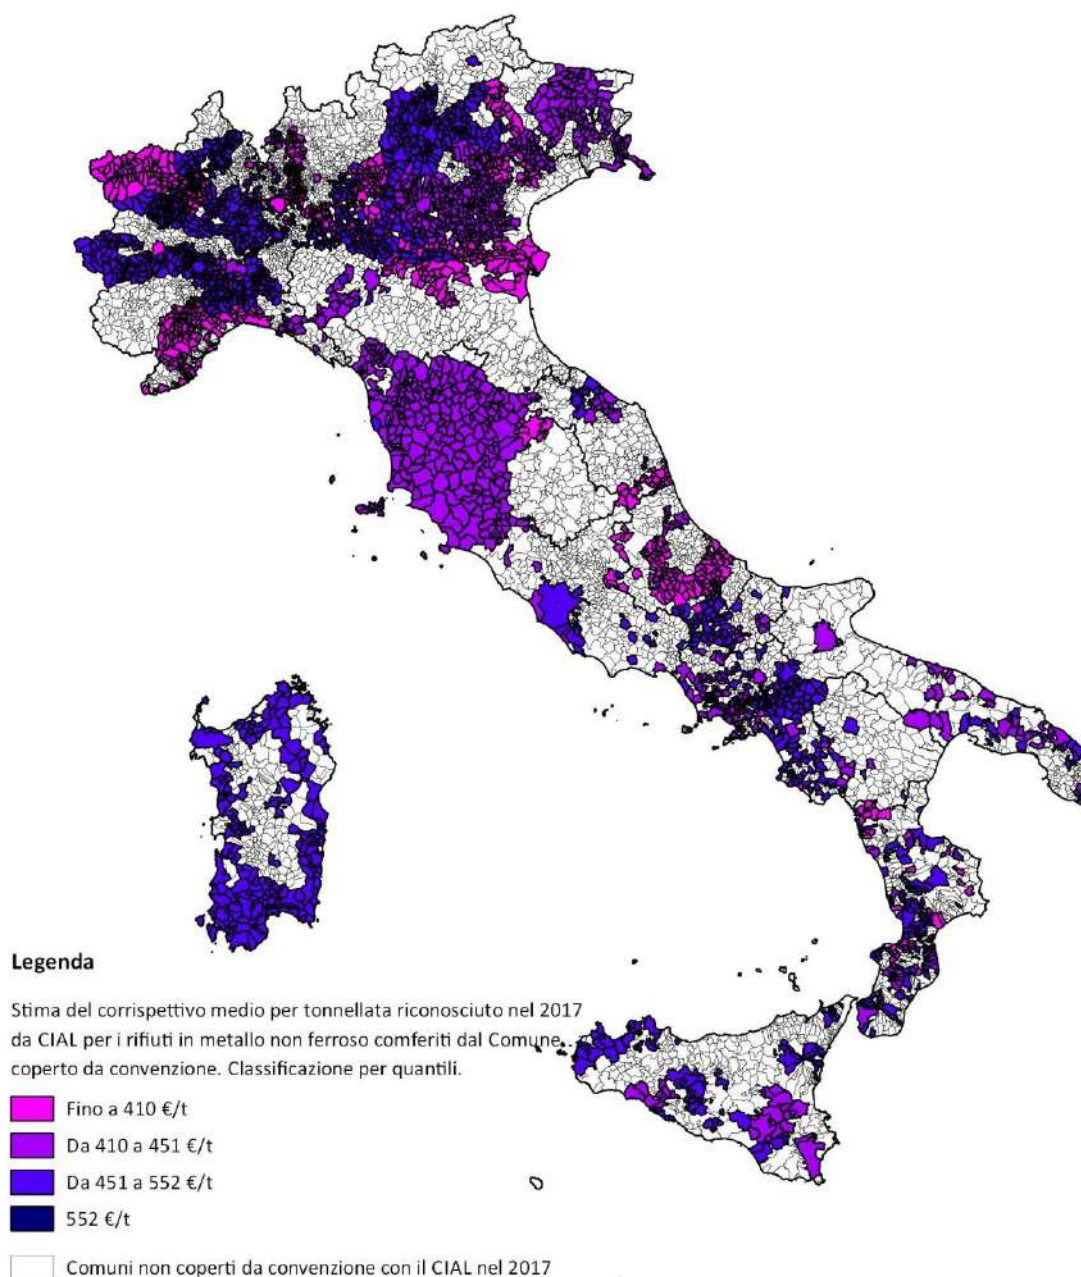 Legenda
Stima del corrispettivo medio per tonnellata riconosciuto nel 2017
da CIAL per i rifiuti in metallo non ferroso comferiti dal Comune
coperto da convenzione. Classificazione per quantili.
Fino a 410 €/t
Da 410 a 451 €/t
Da 451 a 552 €/t
552 €/t
Comuni non coperti da convenzione con il CIAL nel 2017